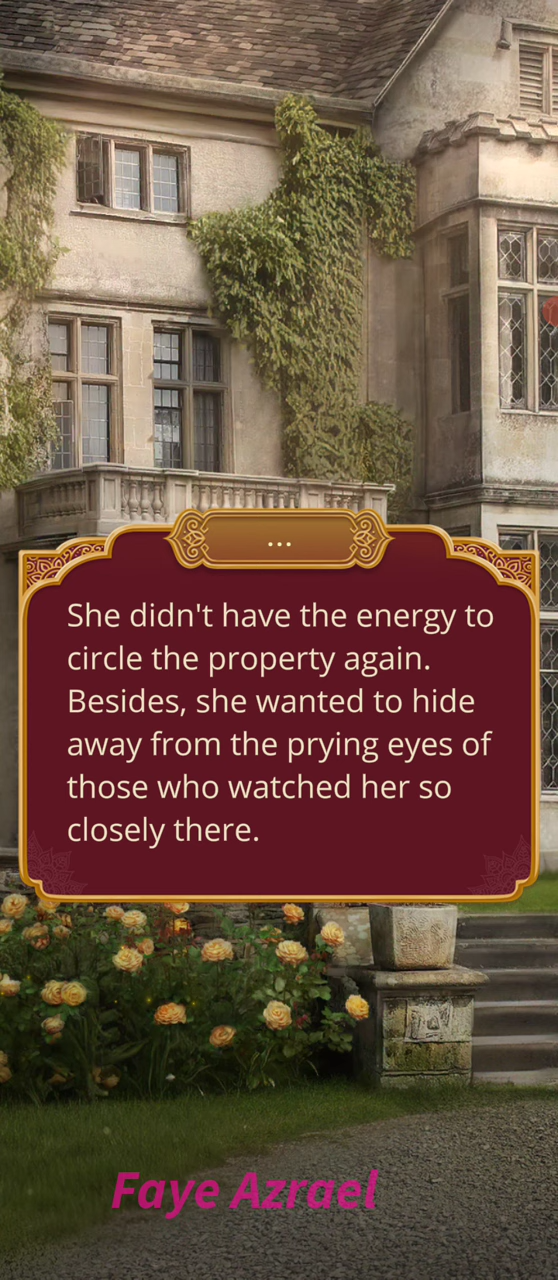 ...
She didn't have the energy to
circle the property again.
Besides, she wanted to hide
away from the prying eyes of
those who watched her so
closely there.
Faye Azrael